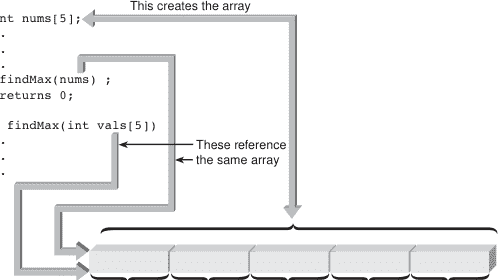 This creates the array
nt nums[5];
.
.
.
findMax(nums) ;
returns 0;
findMax(int vals[5])
.
.
.
These reference
the same array